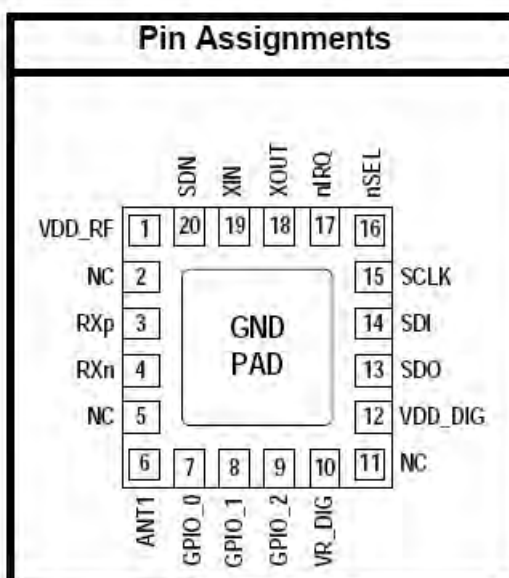 Pin Assignments
SDN XIN XOUT nIRQ nSEL
VDD_RF 1 20 19 18 17 16
NC 2 15 SCLK
RXp 3 GND 14 SDI
RXn 4 PAD 13 SDO
NC 5 12 VDD_DIG
6 7 8 9 10 11 NC
ANT1 GPIO_0 GPIO_1 GPIO_2 VR_DIG